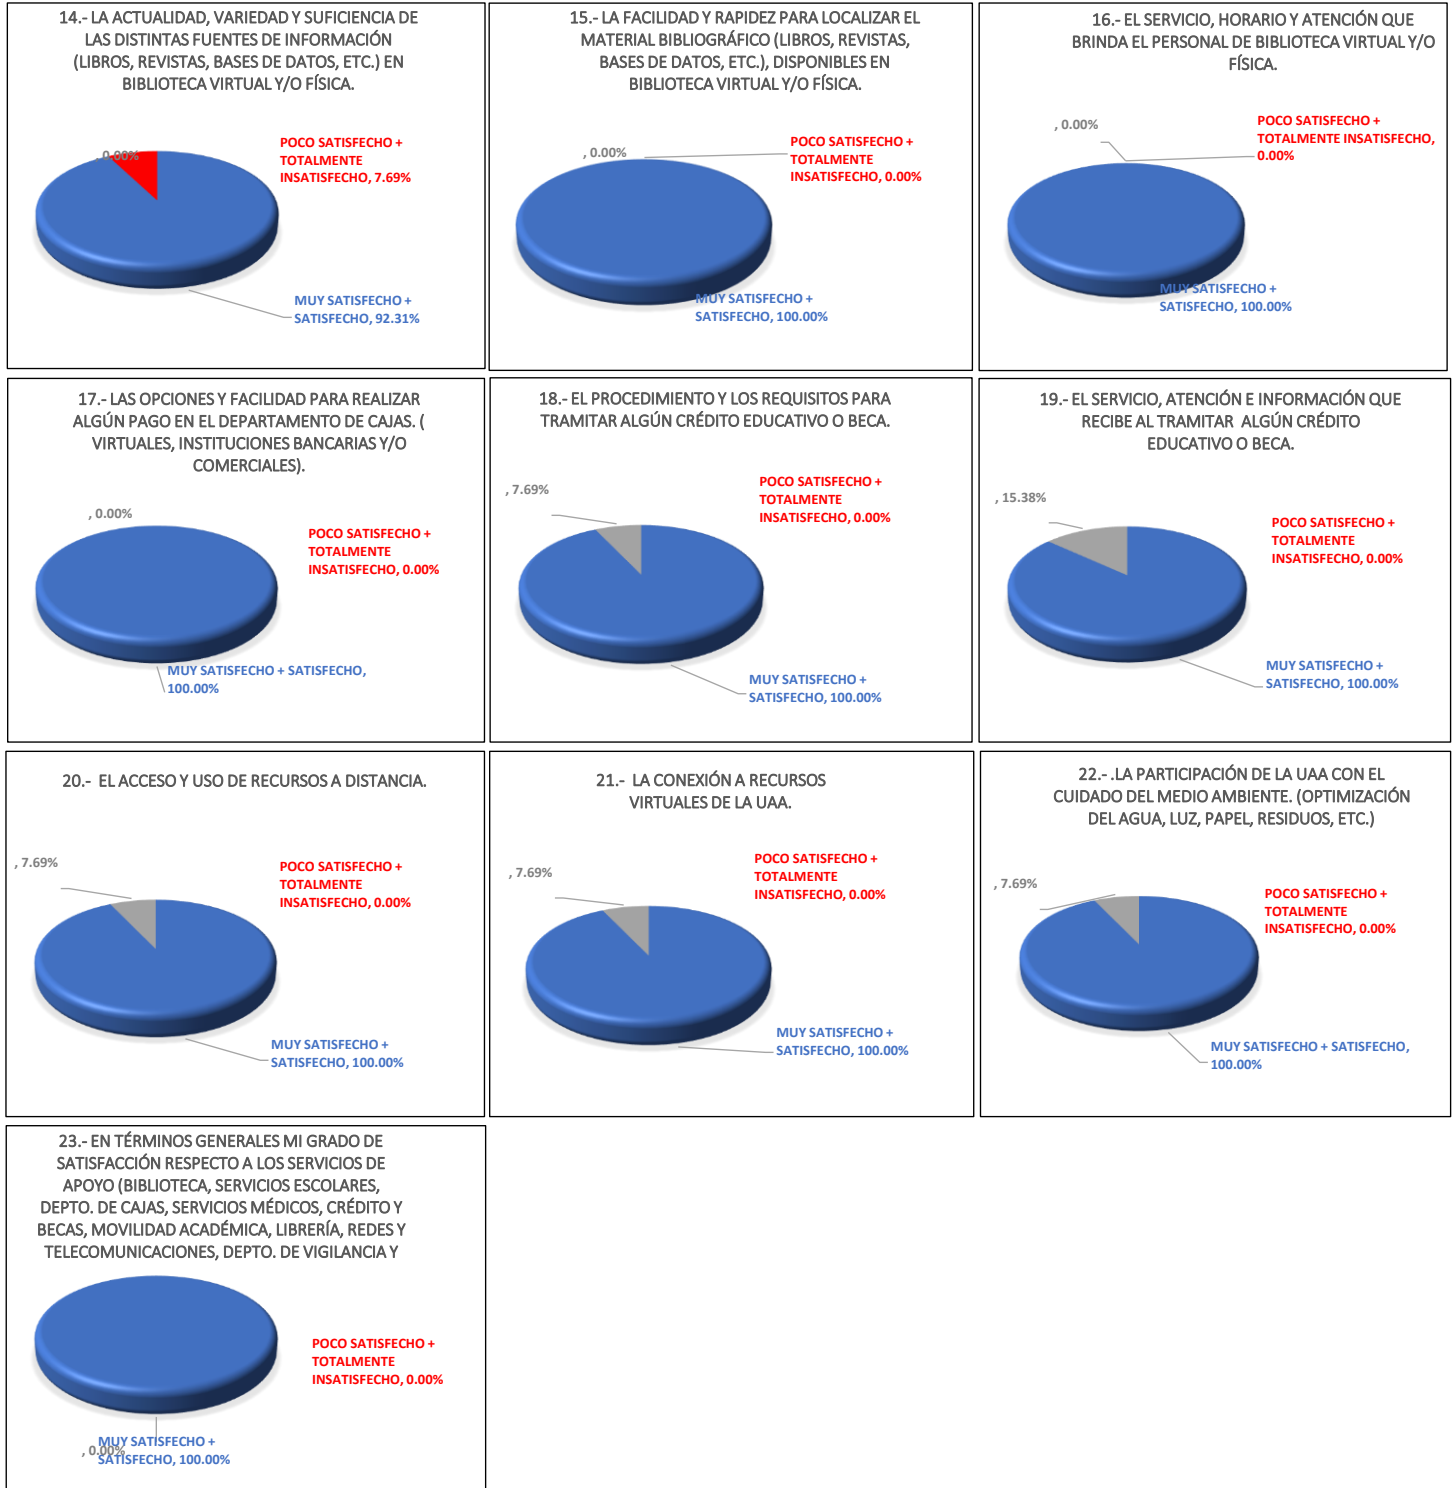 14.- LA ACTUALIDAD, VARIEDAD Y SUFICIENCIA DE
LAS DISTINTAS FUENTES DE INFORMACIÓN
(LIBROS, REVISTAS, BASES DE DATOS, ETC.) EN
BIBLIOTECA VIRTUAL Y/O FÍSICA.
, 0.00%
POCO SATISFECHO +
TOTALMENTE
INSATISFECHO, 7.69%
MUY SATISFECHO +
SATISFECHO, 92.31%
15.- LA FACILIDAD Y RAPIDEZ PARA LOCALIZAR EL
MATERIAL BIBLIOGRÁFICO (LIBROS, REVISTAS,
BASES DE DATOS, ETC.), DISPONIBLES EN
BIBLIOTECA VIRTUAL Y/O FÍSICA.
, 0.00%
POCO SATISFECHO +
TOTALMENTE
INSATISFECHO, 0.00%
MUY SATISFECHO +
SATISFECHO, 100.00%
16.- EL SERVICIO, HORARIO Y ATENCIÓN QUE
BRINDA EL PERSONAL DE BIBLIOTECA VIRTUAL Y/O
FÍSICA.
, 0.00%
POCO SATISFECHO +
TOTALMENTE INSATISFECHO,
0.00%
MUY SATISFECHO +
SATISFECHO, 100.00%
17.- LAS OPCIONES Y FACILIDAD PARA REALIZAR
ALGÚN PAGO EN EL DEPARTAMENTO DE CAJAS. (
VIRTUALES, INSTITUCIONES BANCARIAS Y/O
COMERCIALES).
, 0.00%
POCO SATISFECHO +
TOTALMENTE
INSATISFECHO, 0.00%
MUY SATISFECHO + SATISFECHO,
100.00%
18.- EL PROCEDIMIENTO Y LOS REQUISITOS PARA
TRAMITAR ALGÚN CRÉDITO EDUCATIVO O BECA.
, 7.69%
POCO SATISFECHO +
TOTALMENTE
INSATISFECHO, 0.00%
MUY SATISFECHO +
SATISFECHO, 100.00%
19.- EL SERVICIO, ATENCIÓN E INFORMACIÓN QUE
RECIBE AL TRAMITAR ALGÚN CRÉDITO
EDUCATIVO O BECA.
, 15.38%
POCO SATISFECHO +
TOTALMENTE
INSATISFECHO, 0.00%
MUY SATISFECHO +
SATISFECHO, 100.00%
20.- EL ACCESO Y USO DE RECURSOS A DISTANCIA.
, 7.69%
POCO SATISFECHO +
TOTALMENTE
INSATISFECHO, 0.00%
MUY SATISFECHO +
SATISFECHO, 100.00%
21.- LA CONEXIÓN A RECURSOS
VIRTUALES DE LA UAA.
, 7.69%
POCO SATISFECHO +
TOTALMENTE
INSATISFECHO, 0.00%
MUY SATISFECHO +
SATISFECHO, 100.00%
22.- .LA PARTICIPACIÓN DE LA UAA CON EL
CUIDADO DEL MEDIO AMBIENTE. (OPTIMIZACIÓN
DEL AGUA, LUZ, PAPEL, RESIDUOS, ETC.)
, 7.69%
POCO SATISFECHO +
TOTALMENTE
INSATISFECHO, 0.00%
MUY SATISFECHO + SATISFECHO,
100.00%
23.- EN TÉRMINOS GENERALES MI GRADO DE
SATISFACCIÓN RESPECTO A LOS SERVICIOS DE
APOYO (BIBLIOTECA, SERVICIOS ESCOLARES,
DEPTO. DE CAJAS, SERVICIOS MÉDICOS, CRÉDITO Y
BECAS, MOVILIDAD ACADÉMICA, LIBRERÍA, REDES Y
TELECOMUNICACIONES, DEPTO. DE VIGILANCIA Y
POCO SATISFECHO +
TOTALMENTE
INSATISFECHO, 0.00%
MUY SATISFECHO +
SATISFECHO, 100.00%
, 0.00%